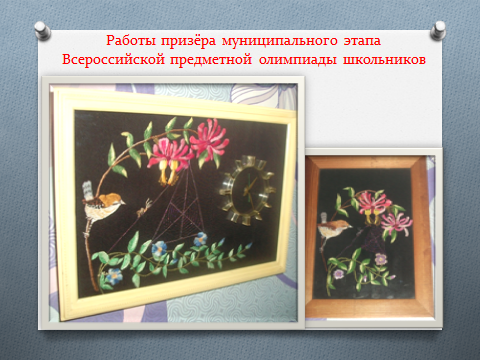 Работы призёра муниципального этапа
Всероссийской предметной олимпиады школьников